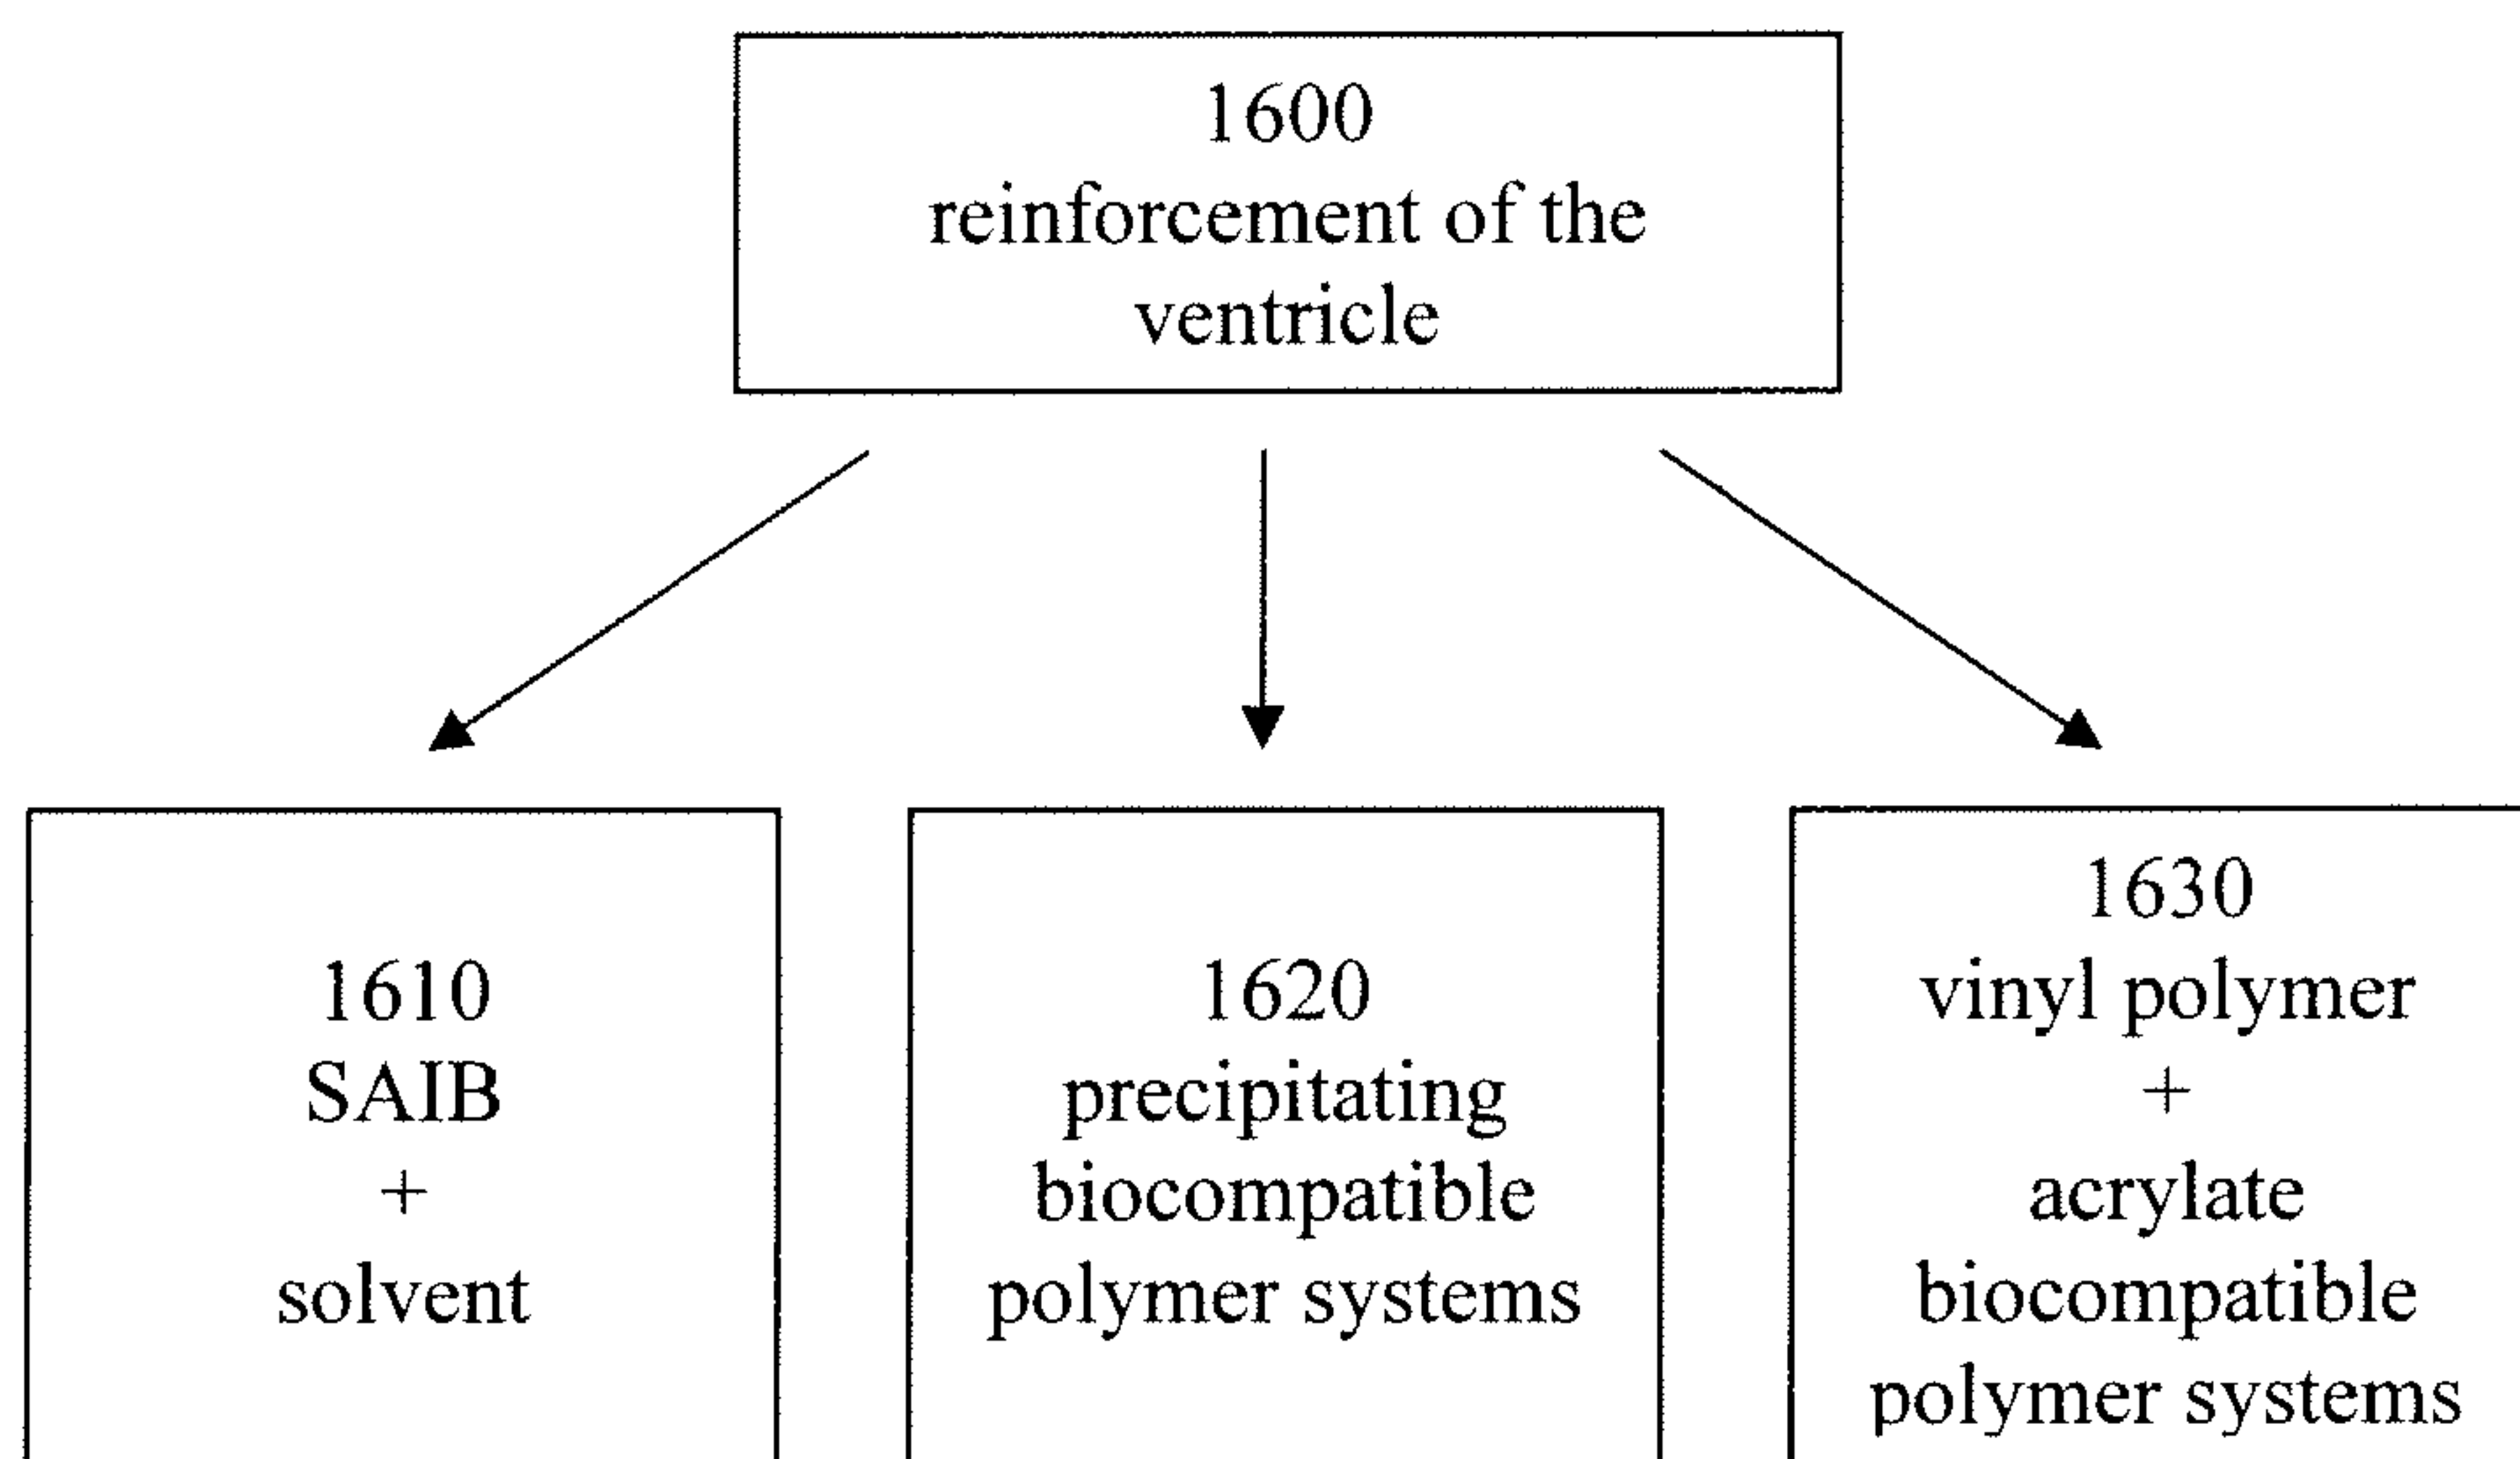 1600
reinforcement of the
ventricle
1610
SAIB
+
solvent
1620
precipitating
biocompatible
polymer systems
1630
vinyl polymer
+
acrylate
biocompatible
polymer systems